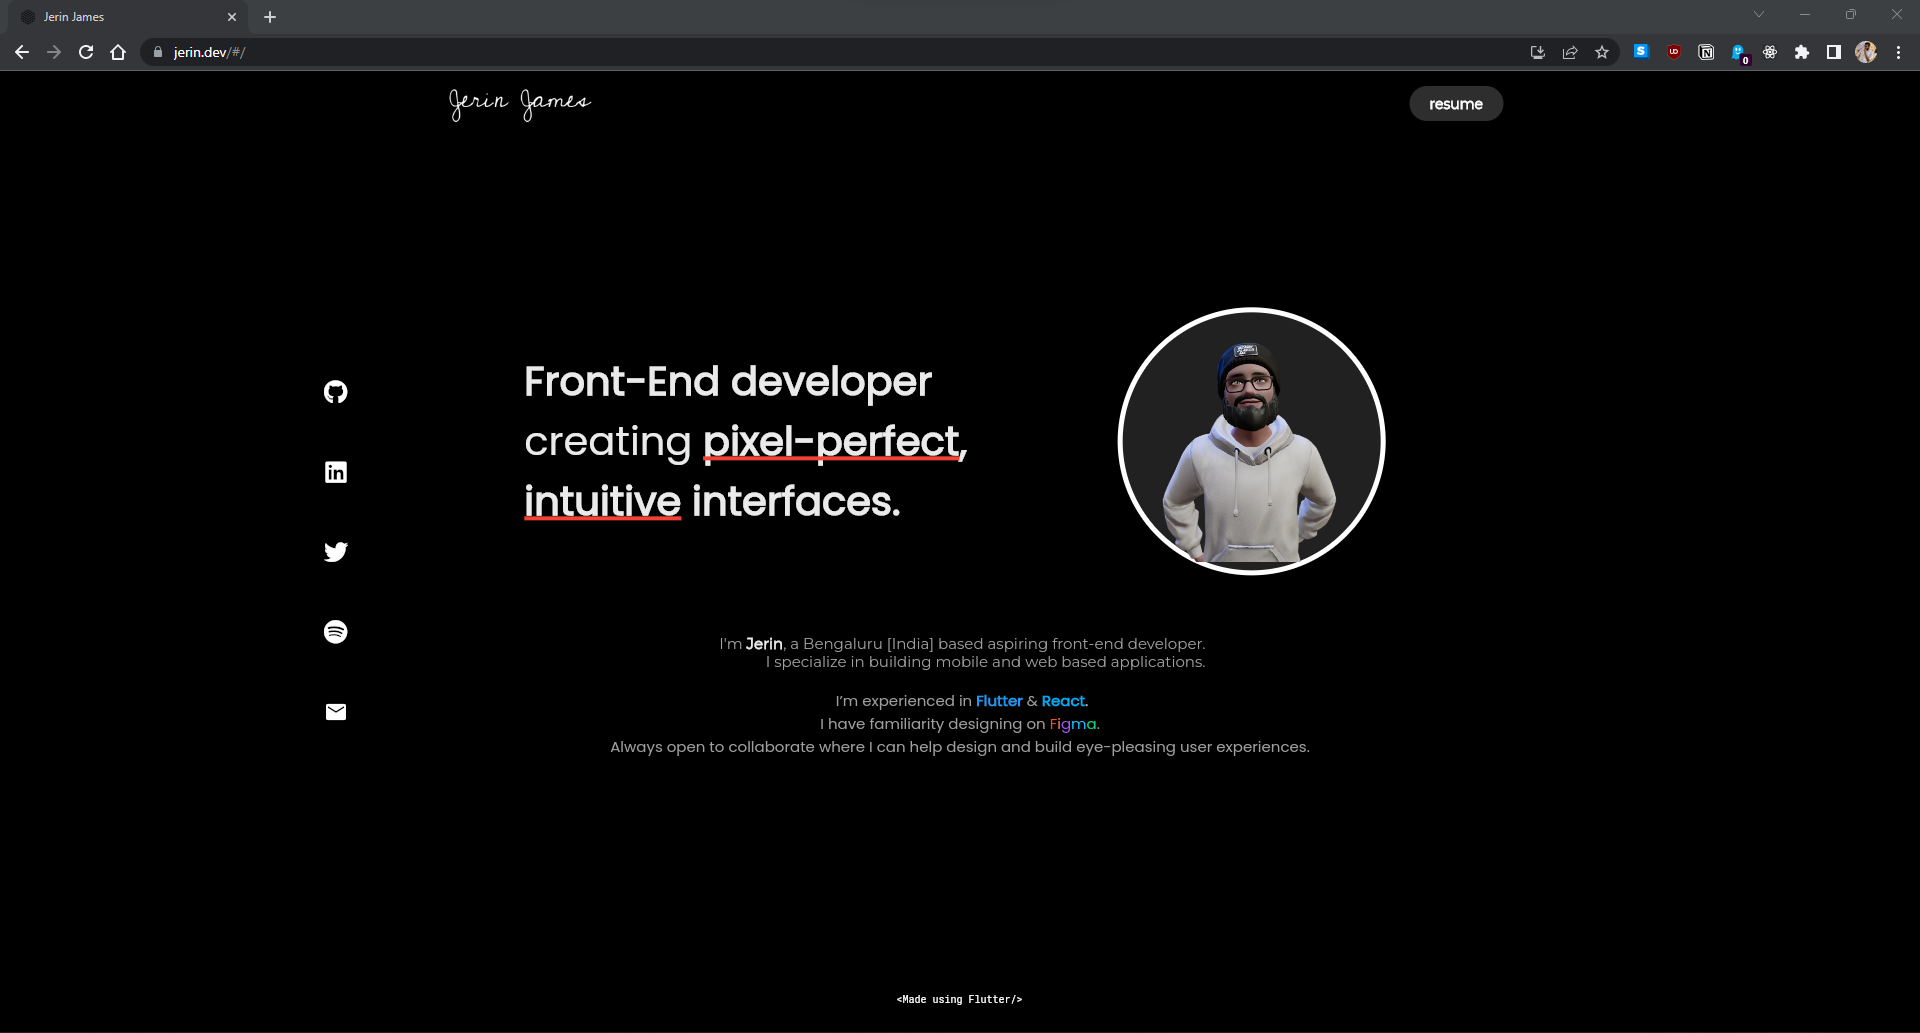 Jerin James
jerin.dev/#/
S
UD
N
0
Jerin James
resume
Front-End developer
creating pixel-perfect,
intuitive interfaces.
in
I'm Jerin, a Bengaluru [India] based aspiring front-end developer.
I specialize in building mobile and web based applications.
I'm experienced in Flutter & React.
I have familiarity designing on Figma.
Always open to collaborate where I can help design and build eye-pleasing user experiences.
<Made using Flutter/>